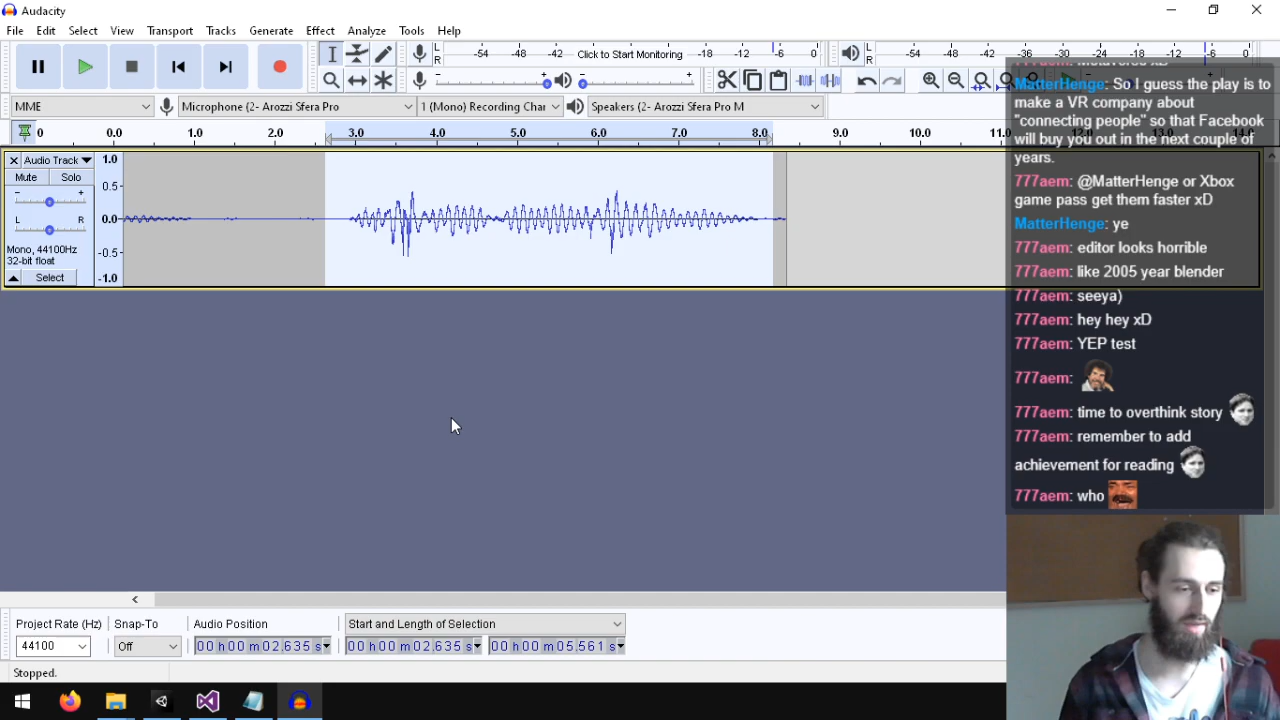 Audacity
File Edit Select View Transport Tracks Generate Effect Analyze Tools Help
L R -54 -48 -42 Click to Start Monitoring -18 -12 -6 0 L R -54 -48 -42 -36 -30 -24 -18 -12 -6 0
MME Microphone (2- Arozzi Sfera Pro 1 (Mono) Recording Chan Speakers (2- Arozzi Sfera Pro M
0 0.0 1.0 2.0 3.0 4.0 5.0 6.0 7.0 8.0 9.0 10.0 11.0 14.0
Audio Track
Mute Solo
- +
L R
Mono, 44100Hz
32-bit float
Select
1.0
0.5
0.0
-0.5
-1.0
777aem: Metaverse xD
MatterHenge: So I guess the play is to
make a VR company about
"connecting people" so that Facebook
will buy you out in the next couple of
years.
777aem: @MatterHenge or Xbox
game pass get them faster xD
MatterHenge: ye
777aem: editor looks horrible
777aem: like 2005 year blender
777aem: seeya)
777aem: hey hey xD
777aem: YEP test
777aem:
777aem: time to overthink story
777aem: remember to add
achievement for reading
777aem: who
Project Rate (Hz) Snap-To Audio Position Start and Length of Selection
44100 Off 00 h 00 m 02.635 s 00 h 00 m 02.635 s 00 h 00 m 05.561 s
Stopped.